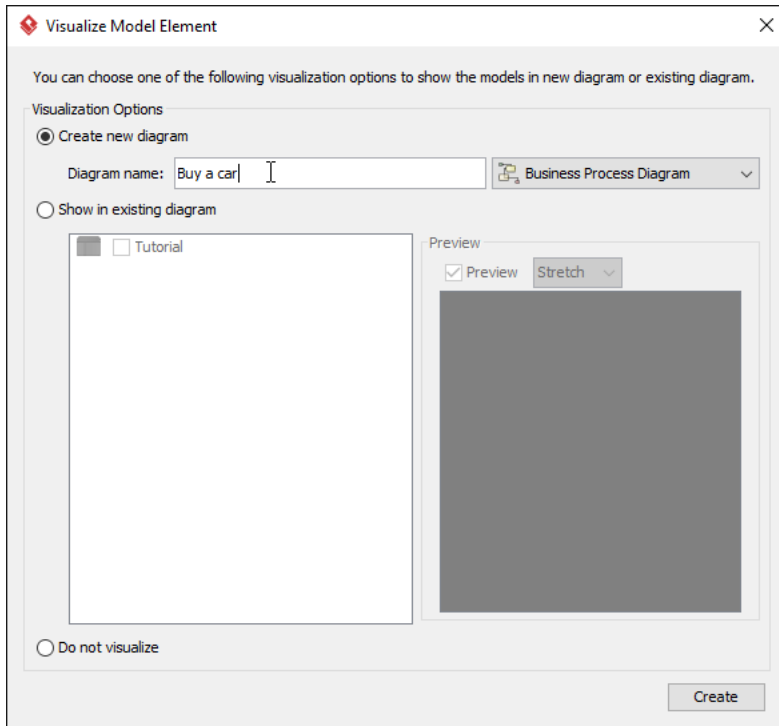 Visualize Model Element
You can choose one of the following visualization options to show the models in new diagram or existing diagram.
Visualization Options
Create new diagram
Diagram name: Buy a car Business Process Diagram
Show in existing diagram
Tutorial
Preview
Preview Stretch
Do not visualize
Create